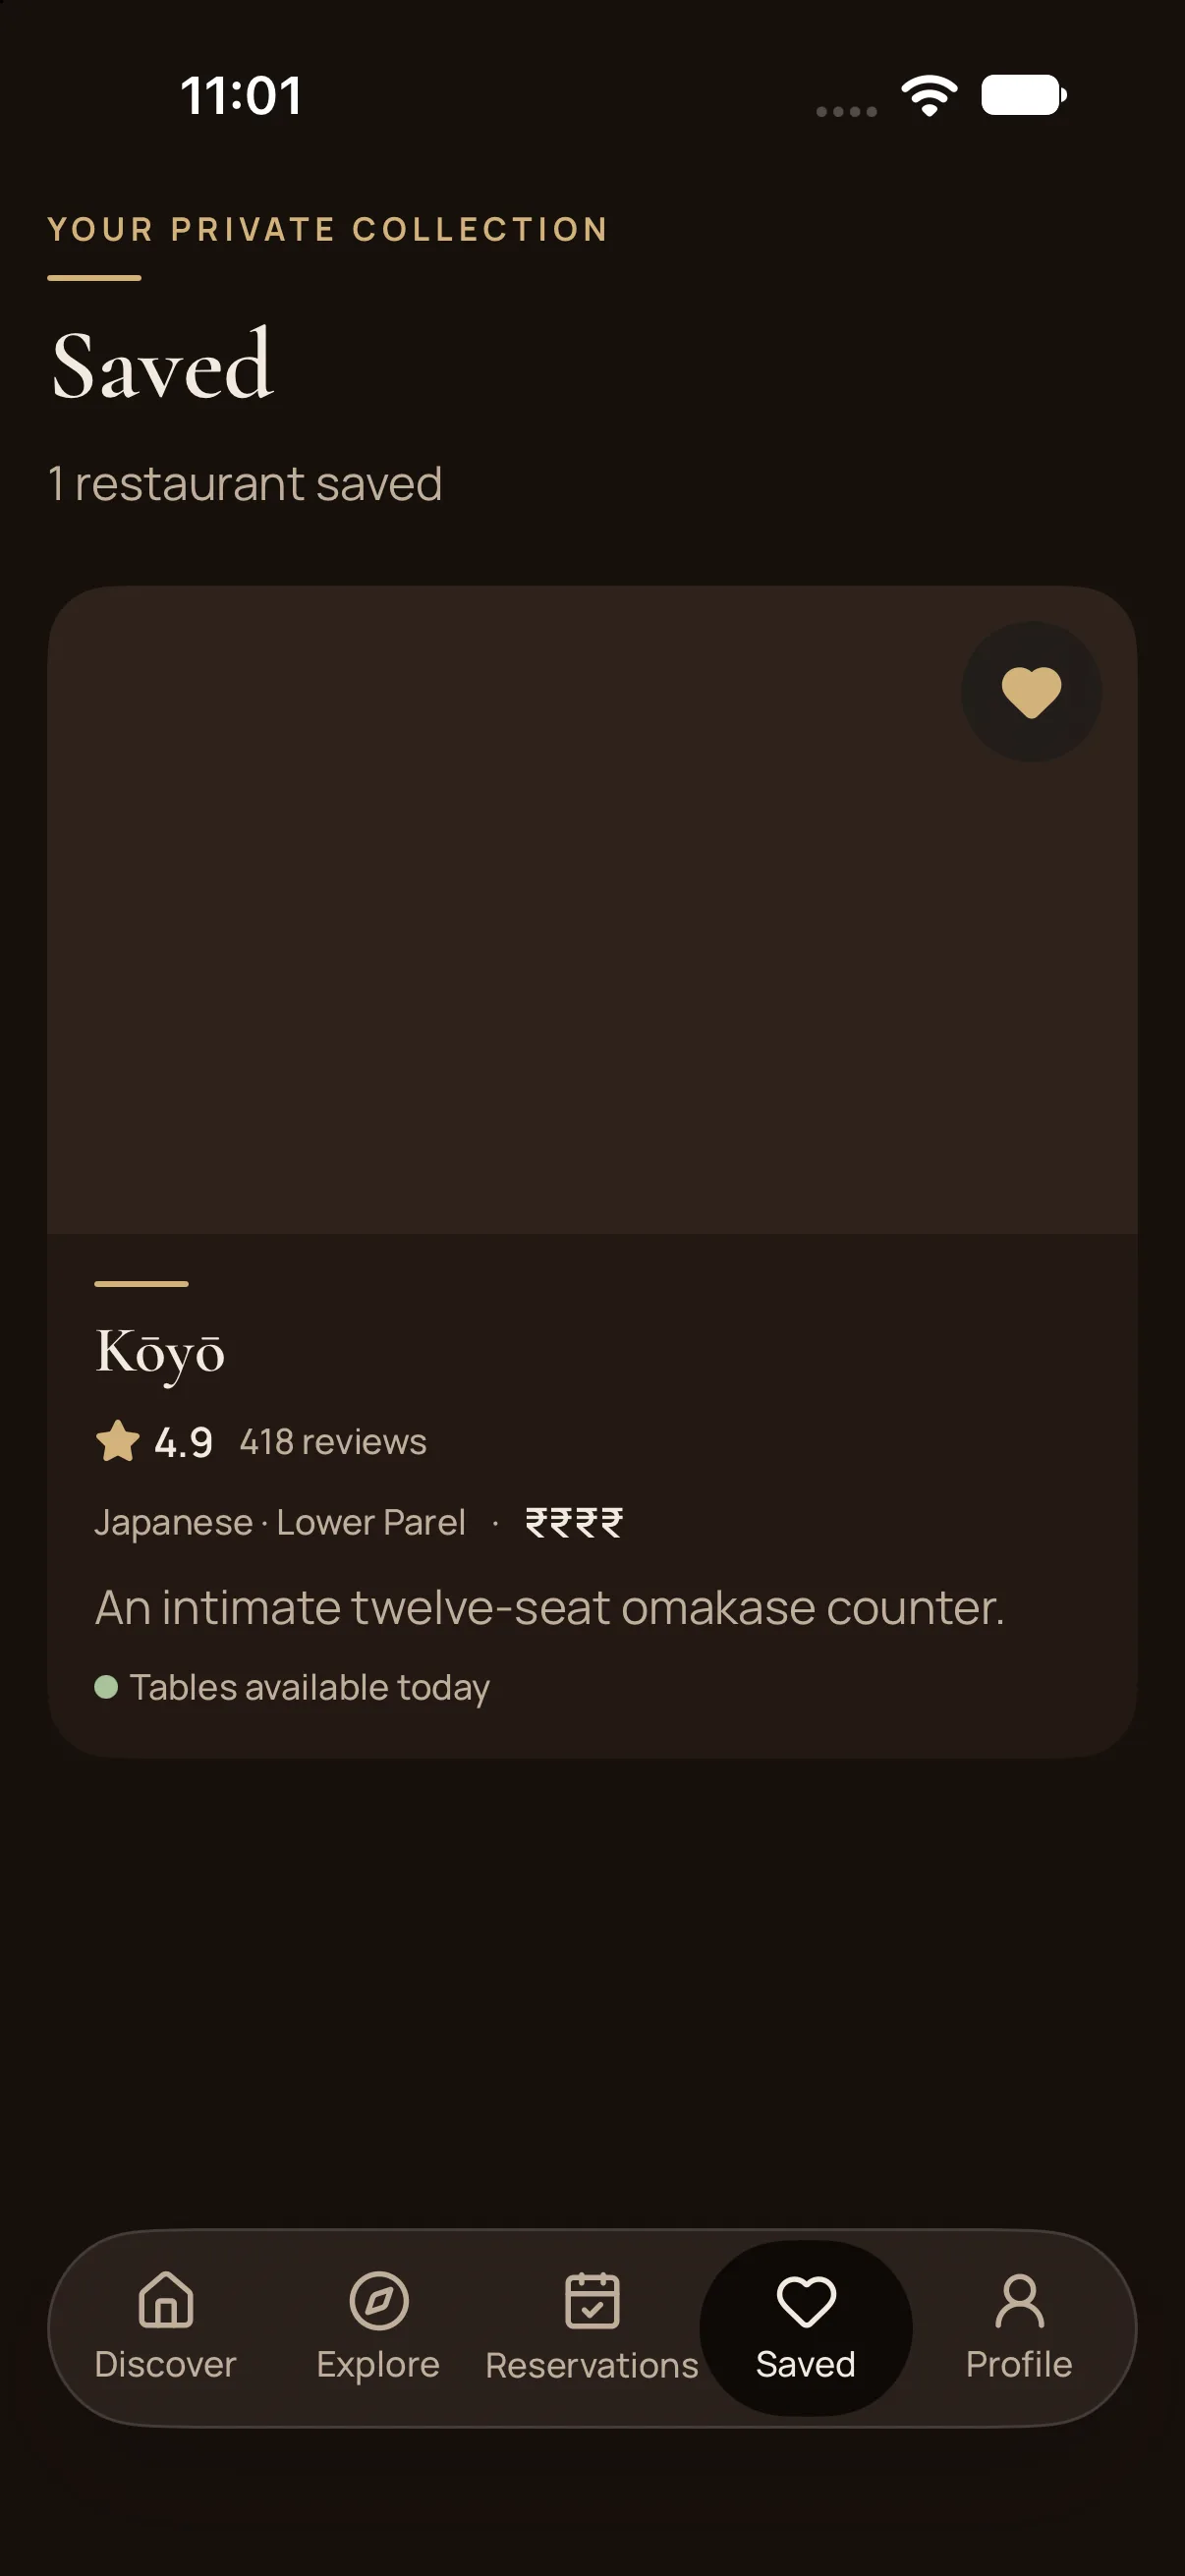 11:01
YOUR PRIVATE COLLECTION
Saved
1 restaurant saved
Kōyō
4.9 418 reviews
Japanese · Lower Parel · ₹₹₹₹
An intimate twelve-seat omakase counter.
Tables available today
Discover Explore Reservations Saved Profile